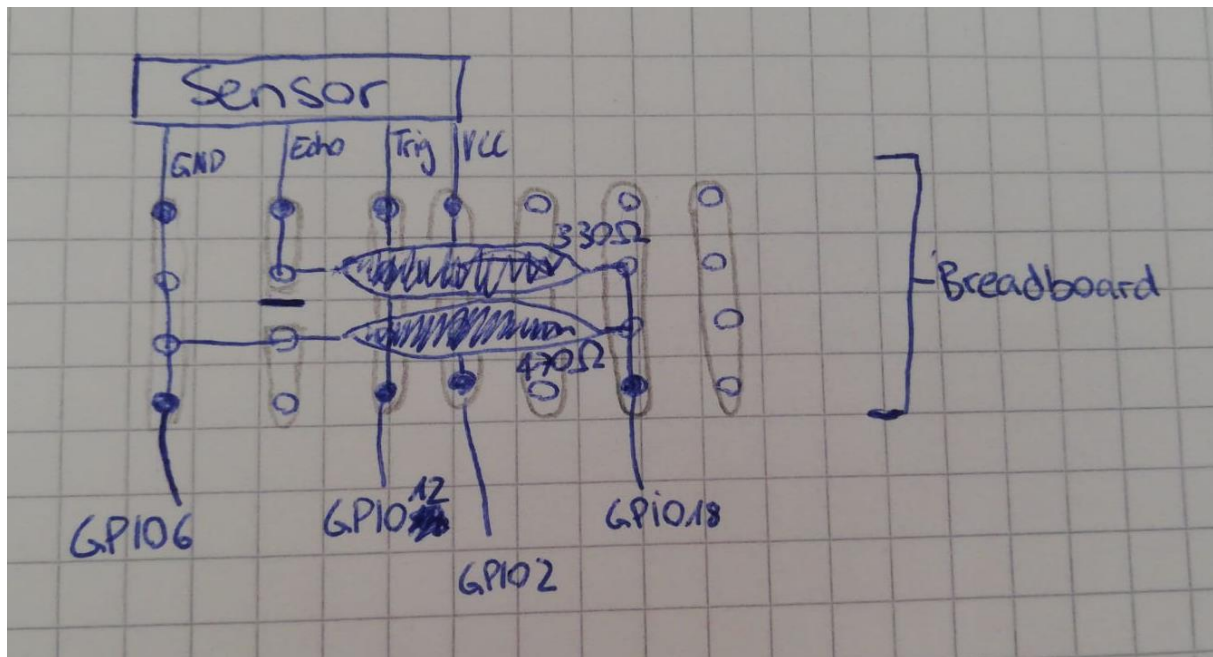 Sensor
GND Echo Trig VCC
330Ω
Breadboard
470Ω
GPIO6
GPIO12
GPIO2
GPiO18